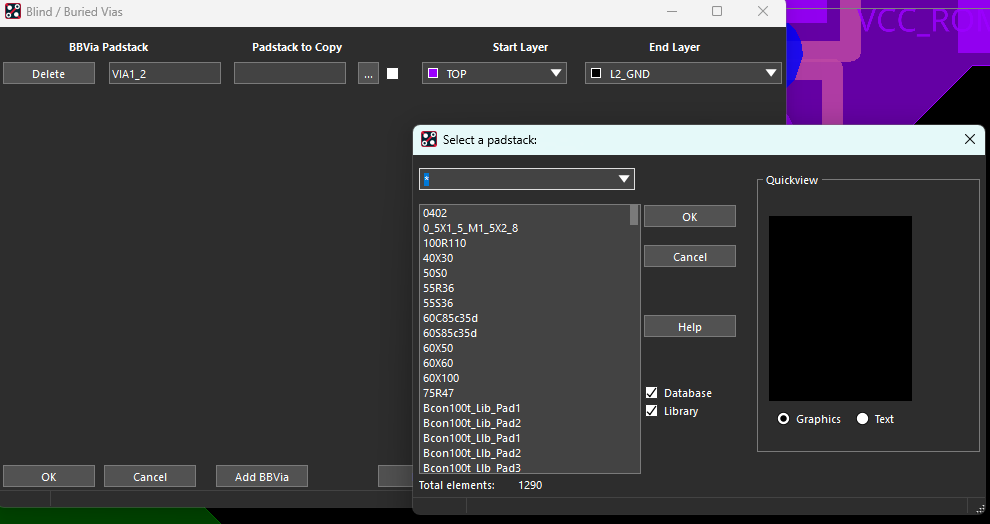 Blind / Buried Vias
VCC_RO
BBVia Padstack Padstack to Copy Start Layer End Layer
Delete VIA1_2 ... TOP L2_GND
Select a padstack:
*
Quickview
0402
0_5X1_5_M1_5X2_8
100R110
40X30
50S0
55R36
55S36
60C85c35d
60S85c35d
60X50
60X60
60X100
75R47
Bcon100t_Lib_Pad1
Bcon100t_Lib_Pad2
Bcon100t_LIb_Pad1
Bcon100t_LIb_Pad2
Bcon100t_LIb_Pad3
OK
Cancel
Help
Database
Library
Graphics Text
Total elements: 1290
OK Cancel Add BBVia